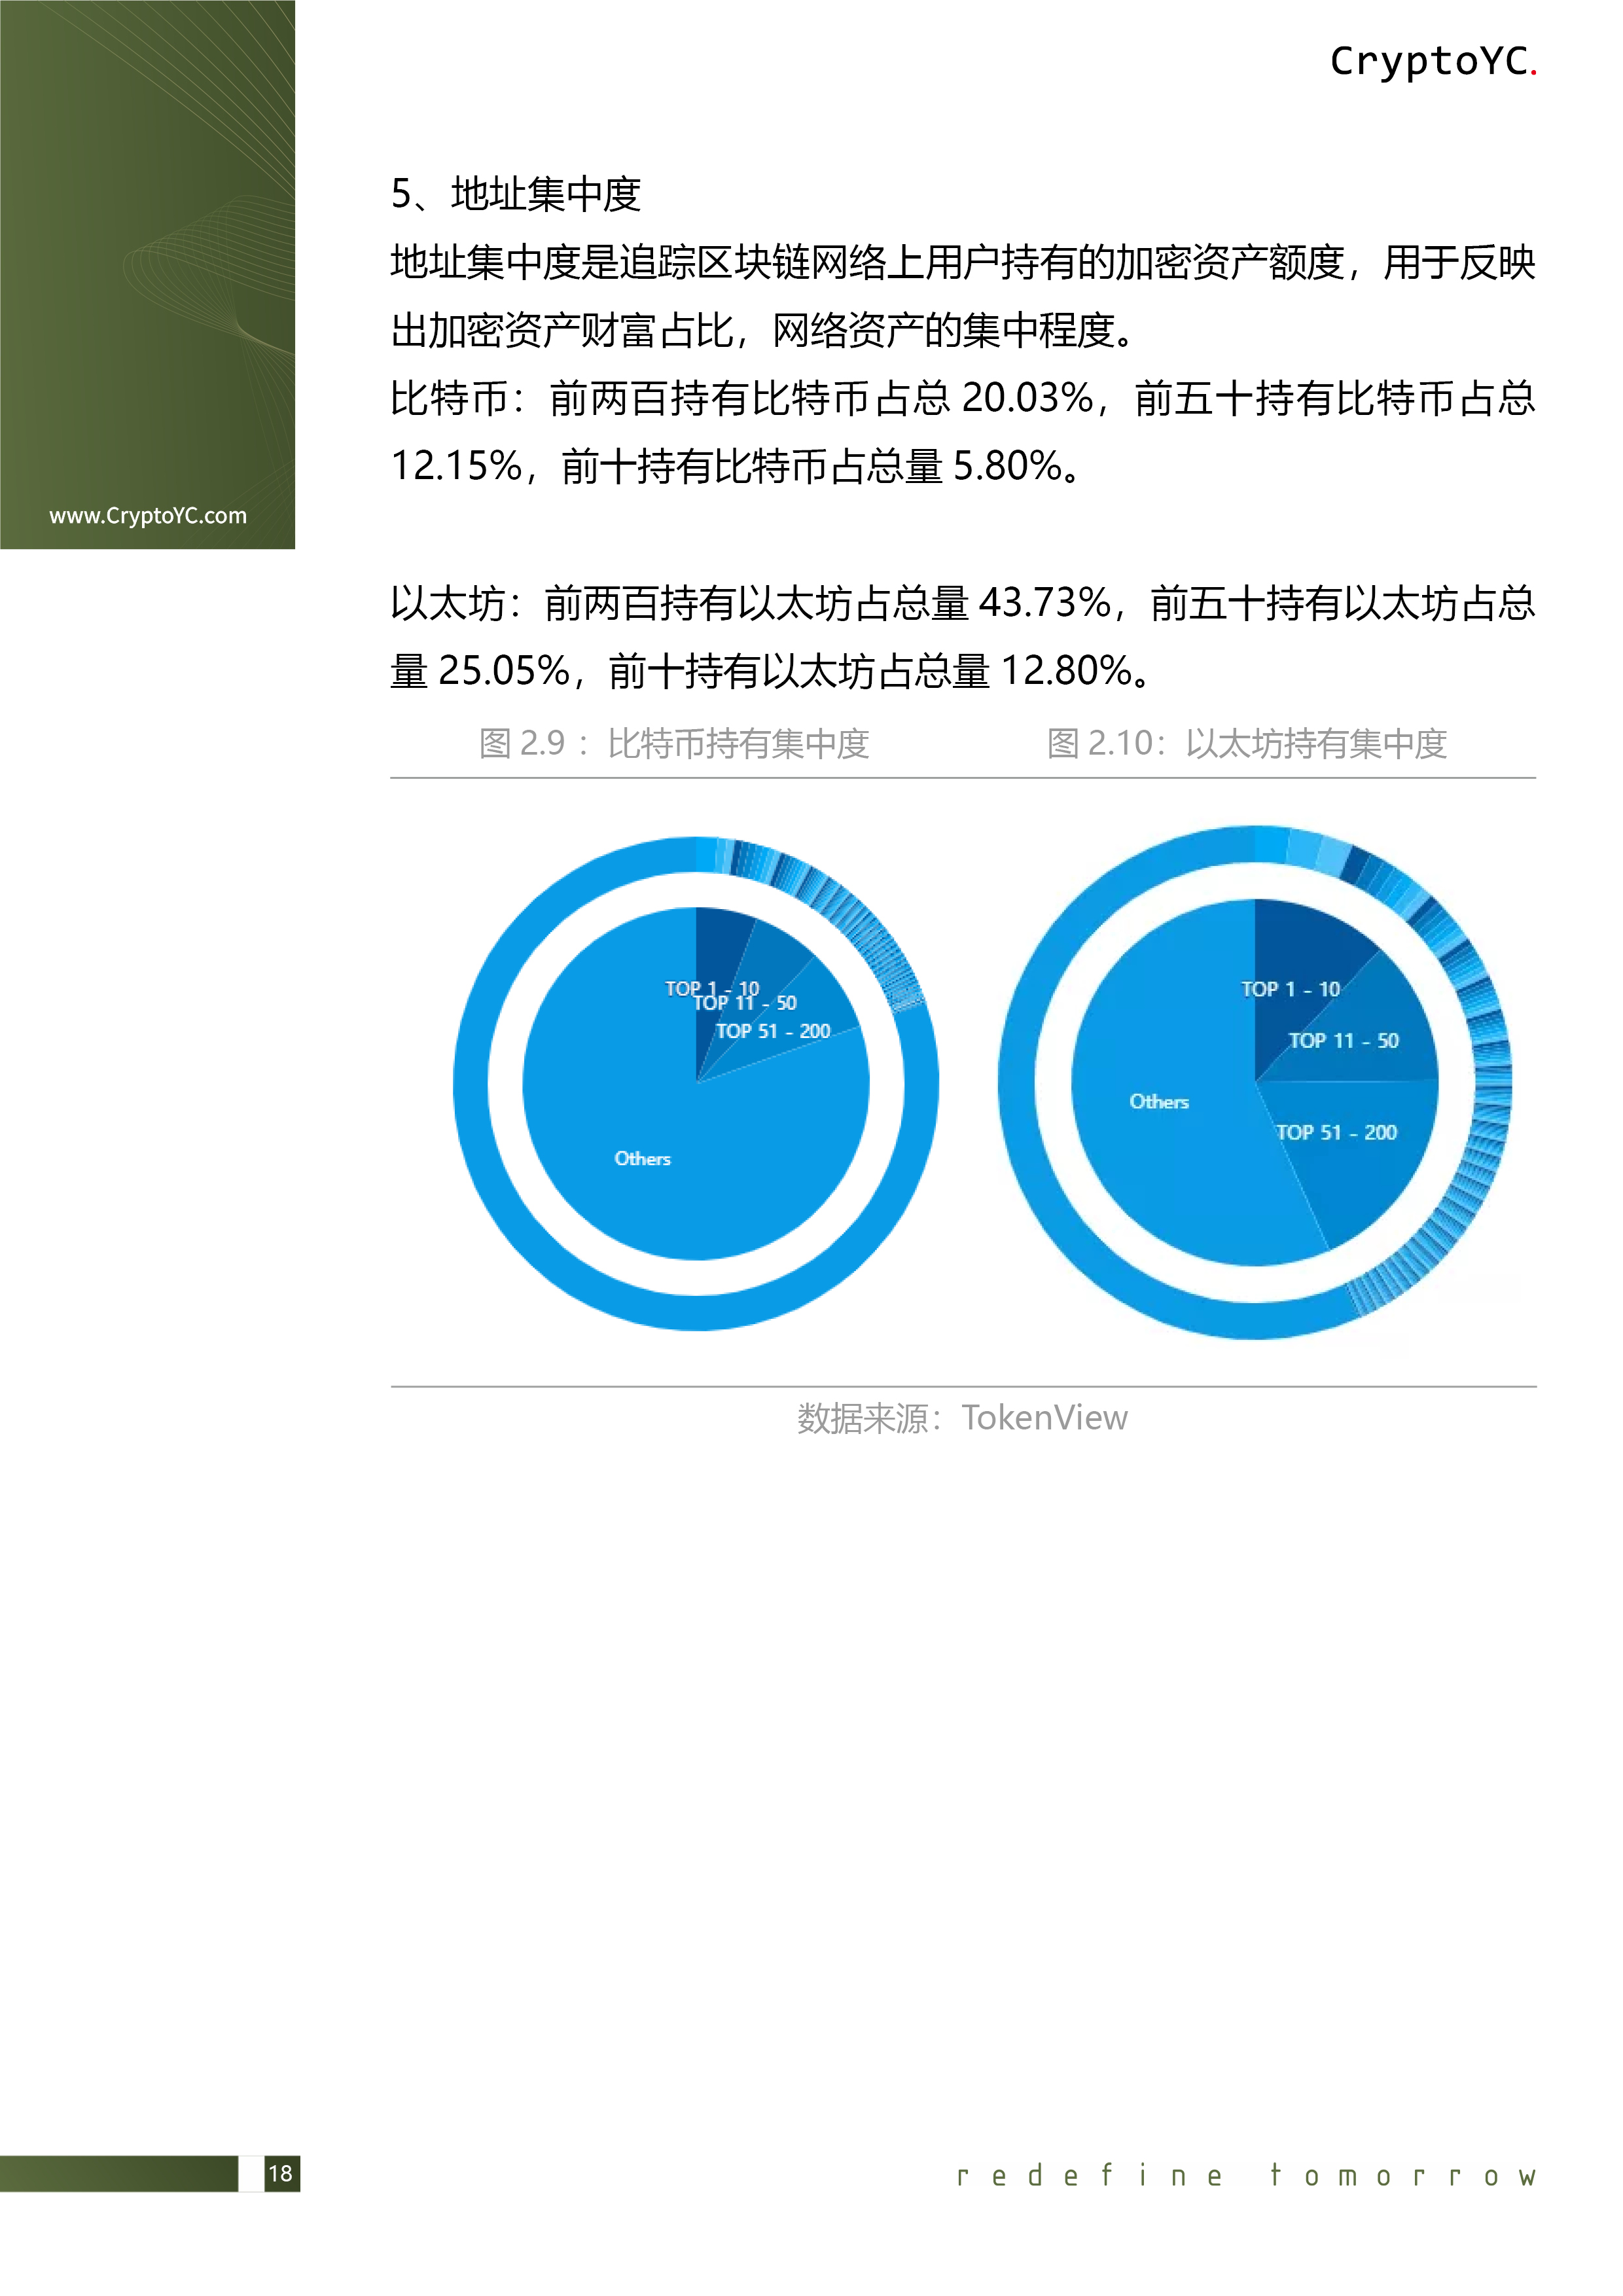 CryptoYC.
www.CryptoYC.com
5、地址集中度
地址集中度是追踪区块链网络上用户持有的加密资产额度，用于反映
出加密资产财富占比，网络资产的集中程度。
比特币：前两百持有比特币占总 20.03%，前五十持有比特币占总
12.15%，前十持有比特币占总量 5.80%。
以太坊：前两百持有以太坊占总量 43.73%，前五十持有以太坊占总
量 25.05%，前十持有以太坊占总量 12.80%。
图 2.9 ：比特币持有集中度
图 2.10：以太坊持有集中度
TOP 1 - 10
TOP 11 - 50
TOP 51 - 200
Others
TOP 1 - 10
TOP 11 - 50
TOP 51 - 200
Others
数据来源：TokenView
18
redefine tomorrow